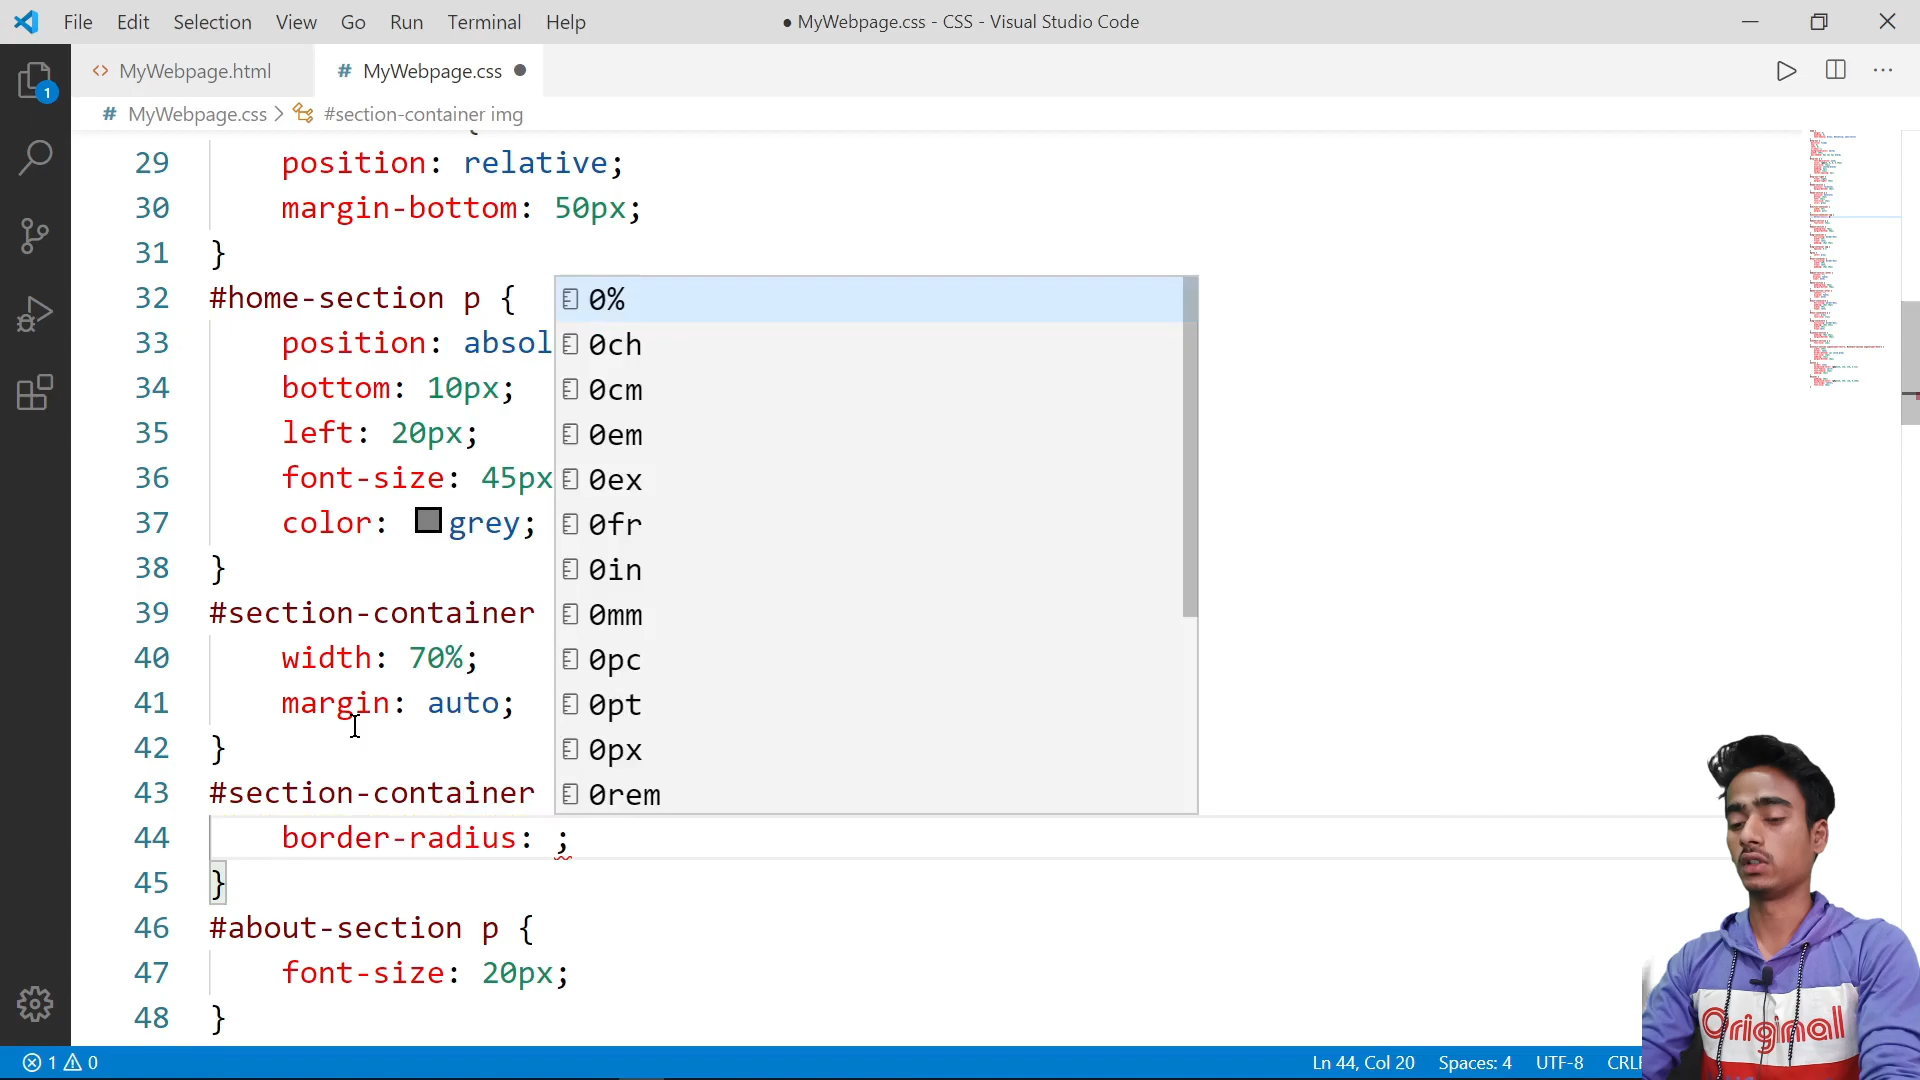 File Edit Selection View Go Run Terminal Help
● MyWebpage.css - CSS - Visual Studio Code
<> MyWebpage.html
# MyWebpage.css ●
# MyWebpage.css > #section-container img
1
29 position: relative;
30 margin-bottom: 50px;
31 }
32 #home-section p {
33 position: absol
34 bottom: 10px;
35 left: 20px;
36 font-size: 45px
37 color: grey;
38 }
39 #section-container
40 width: 70%;
41 margin: auto;
42 }
43 #section-container
44 border-radius: ;
45 }
46 #about-section p {
47 font-size: 20px;
48 }
0%
0ch
0cm
0em
0ex
0fr
0in
0mm
0pc
0pt
0px
0rem
Original
1 0
Ln 44, Col 20 Spaces: 4 UTF-8 CRLF